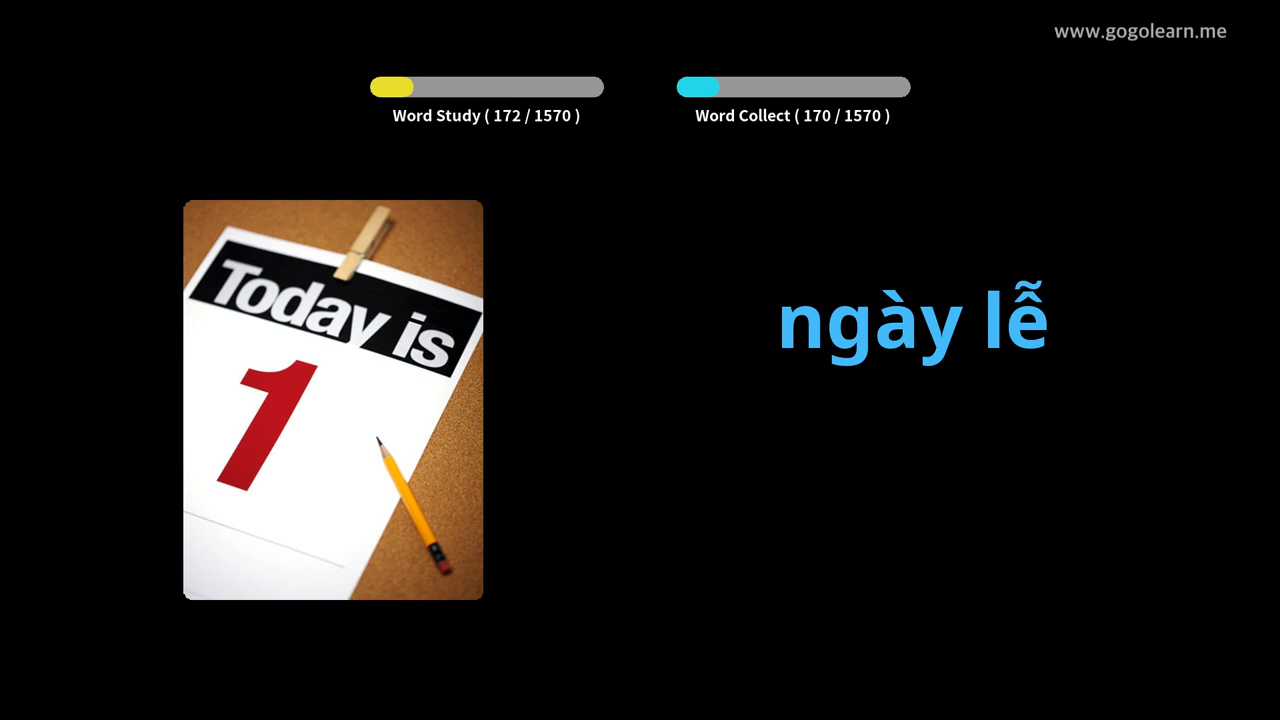 www.gogolearn.me
Word Study ( 172 / 1570 )
Word Collect ( 170 / 1570 )
Today is
1
ngày lễ